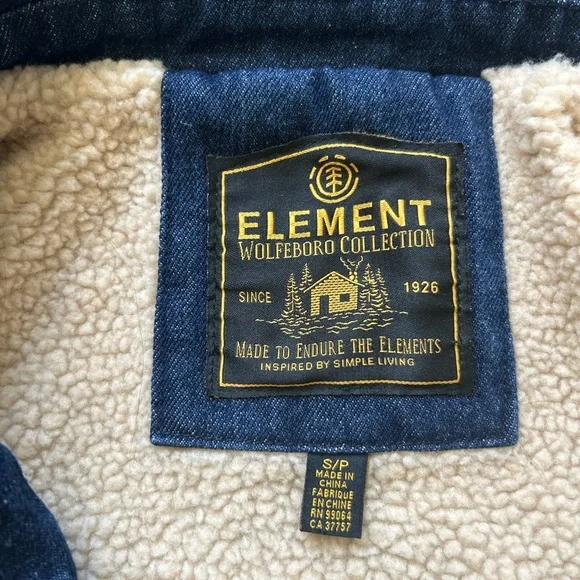 ELEMENT
WOLFEBORO COLLECTION
SINCE 1926
MADE TO ENDURE THE ELEMENTS
INSPIRED BY SIMPLE LIVING
S/P
MADE IN
CHINA
FABRIQUE
EN CHINE
RN 99064
CA 37757